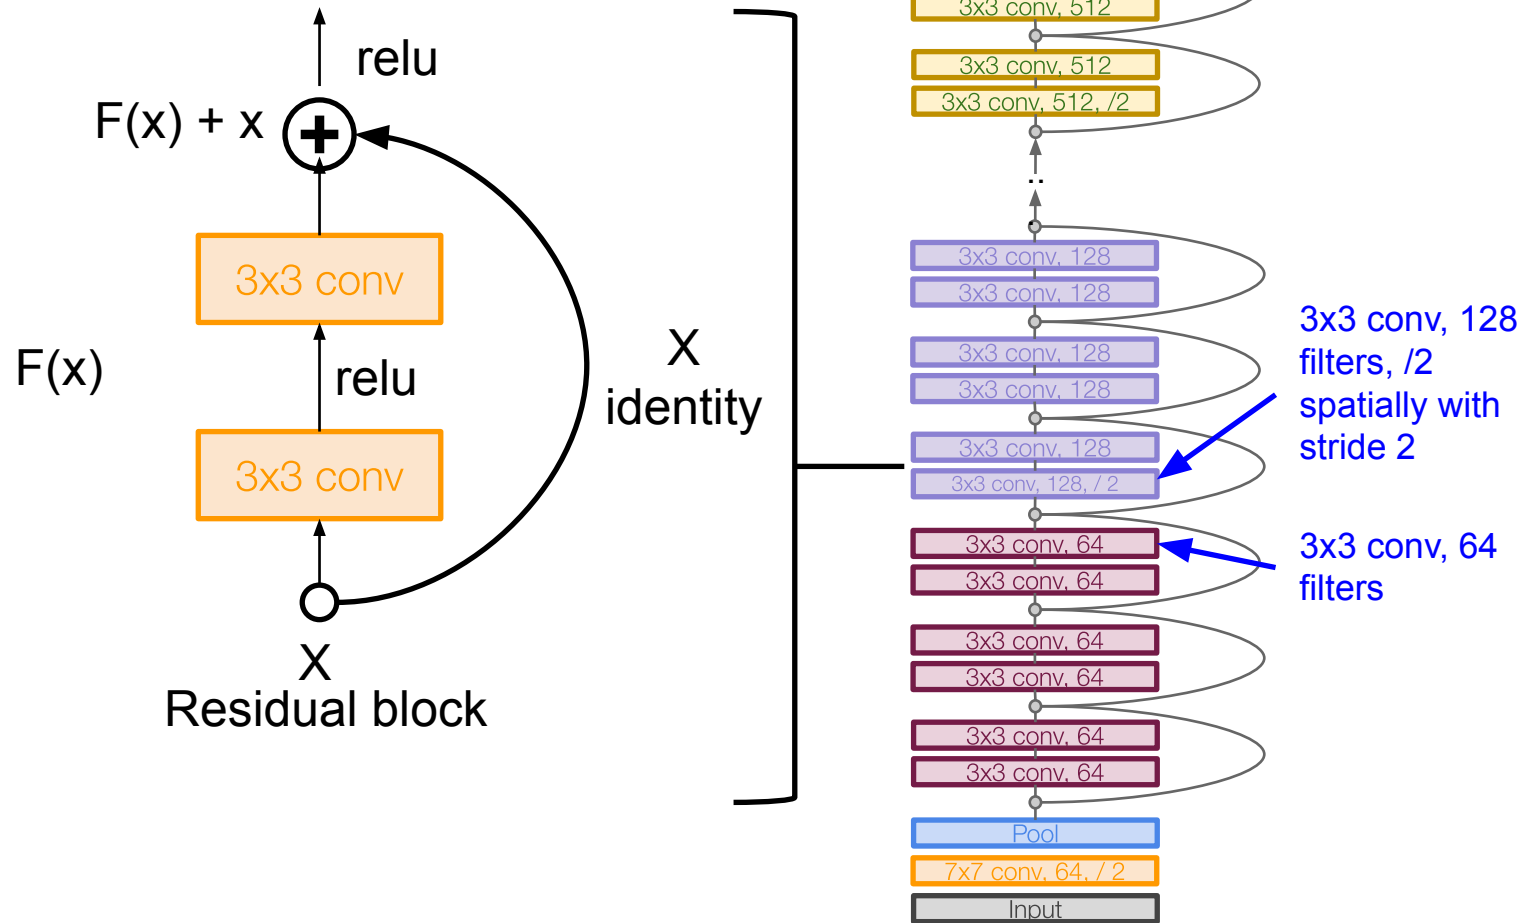 relu
F(x) + x
3x3 conv
F(x)
relu
X
identity
3x3 conv
X
Residual block
3x3 conv, 512
3x3 conv, 512
3x3 conv, 512, /2
..
3x3 conv, 128
3x3 conv, 128
3x3 conv, 128
3x3 conv, 128
3x3 conv, 128
3x3 conv, 128, / 2
3x3 conv, 64
3x3 conv, 64
3x3 conv, 64
3x3 conv, 64
3x3 conv, 64
3x3 conv, 64
Pool
7x7 conv, 64, / 2
Input
3x3 conv, 128
filters, /2
spatially with
stride 2
3x3 conv, 64
filters